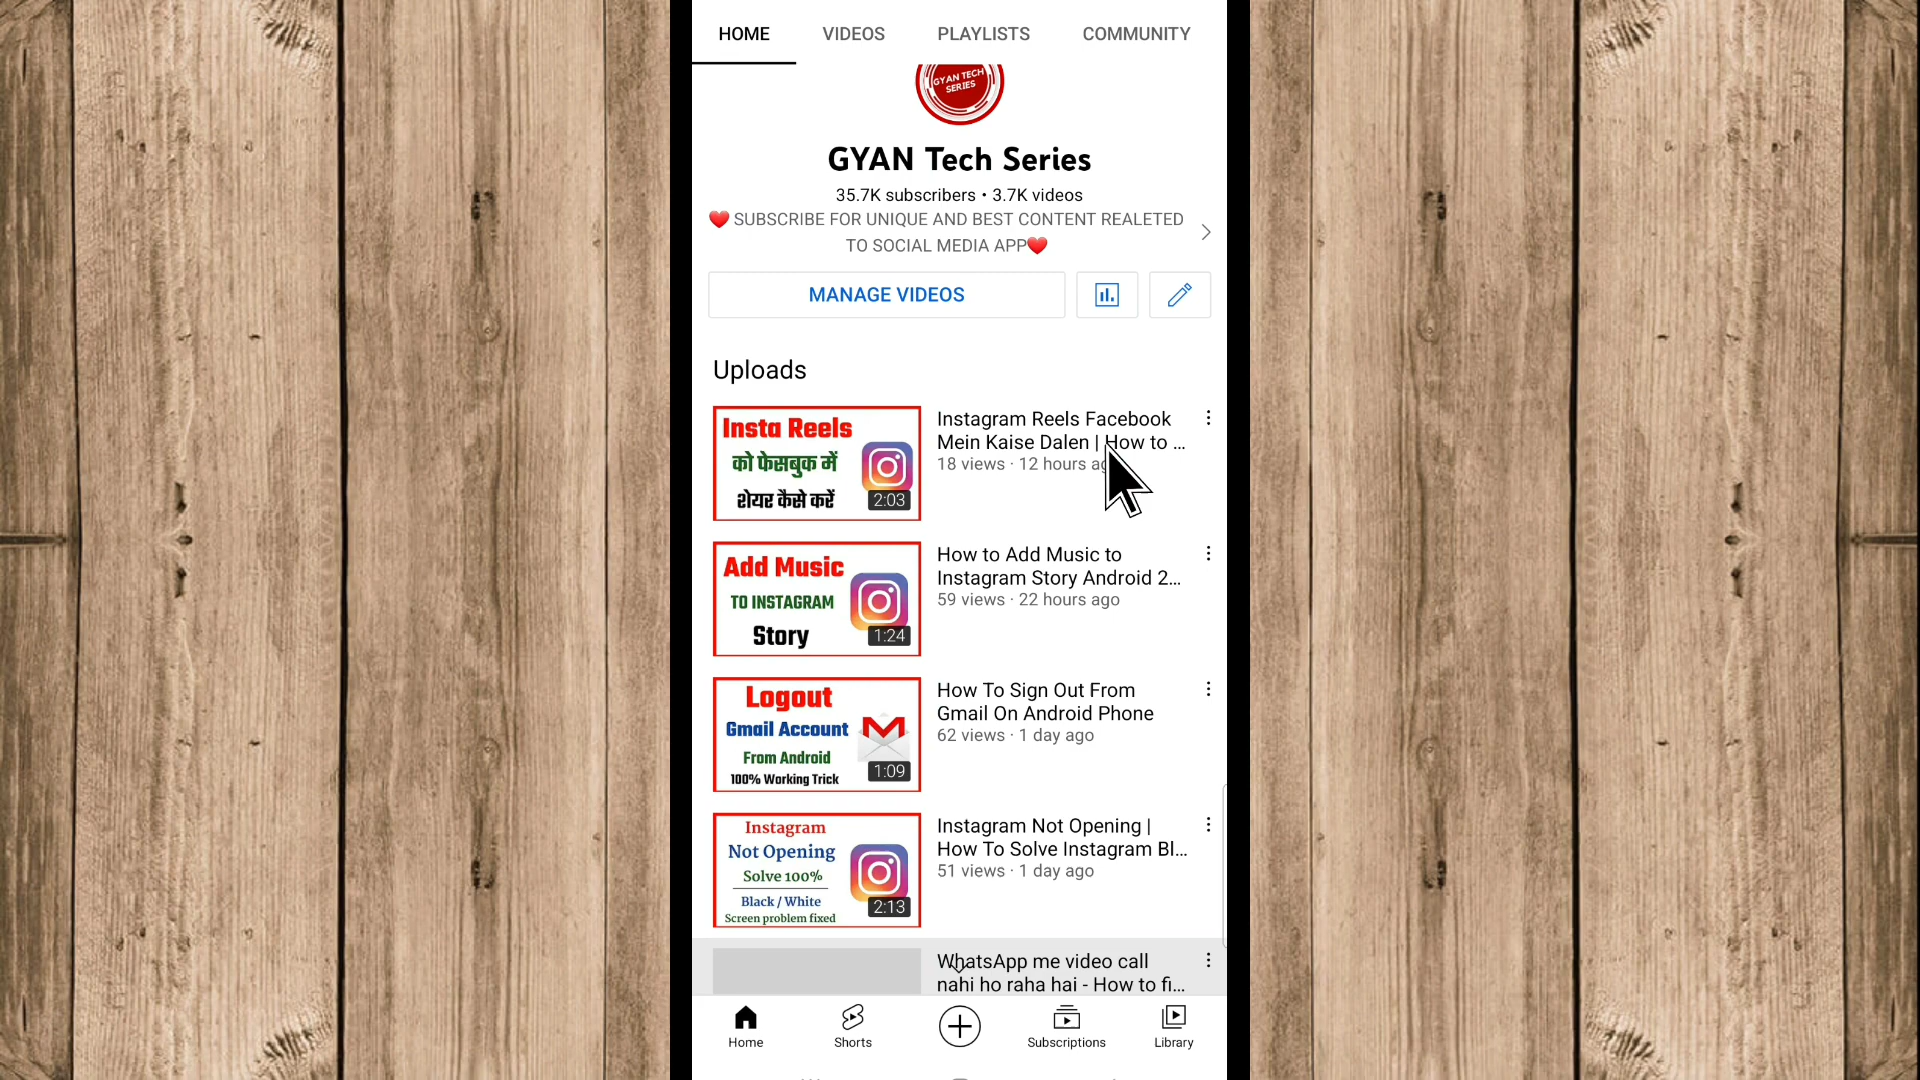 HOME VIDEOS PLAYLISTS COMMUNITY
GYAN TECH
SERIES
GYAN Tech Series
35.7K subscribers • 3.7K videos
❤️ SUBSCRIBE FOR UNIQUE AND BEST CONTENT REALETED
TO SOCIAL MEDIA APP❤️
MANAGE VIDEOS
Uploads
Insta Reels
को फेसबुक में
शेयर कैसे करें
2:03
Instagram Reels Facebook
Mein Kaise Dalen | How to ...
18 views · 12 hours
Add Music
TO INSTAGRAM
Story
1:24
How to Add Music to
Instagram Story Android 2...
59 views · 22 hours ago
Logout
Gmail Account
From Android
100% Working Trick
1:09
How To Sign Out From
Gmail On Android Phone
62 views · 1 day ago
Instagram
Not Opening
Solve 100%
Black / White
Screen problem fixed
2:13
Instagram Not Opening |
How To Solve Instagram Bl...
51 views · 1 day ago
WhatsApp me video call
nahi ho raha hai - How to fi...
Home Shorts Subscriptions Library